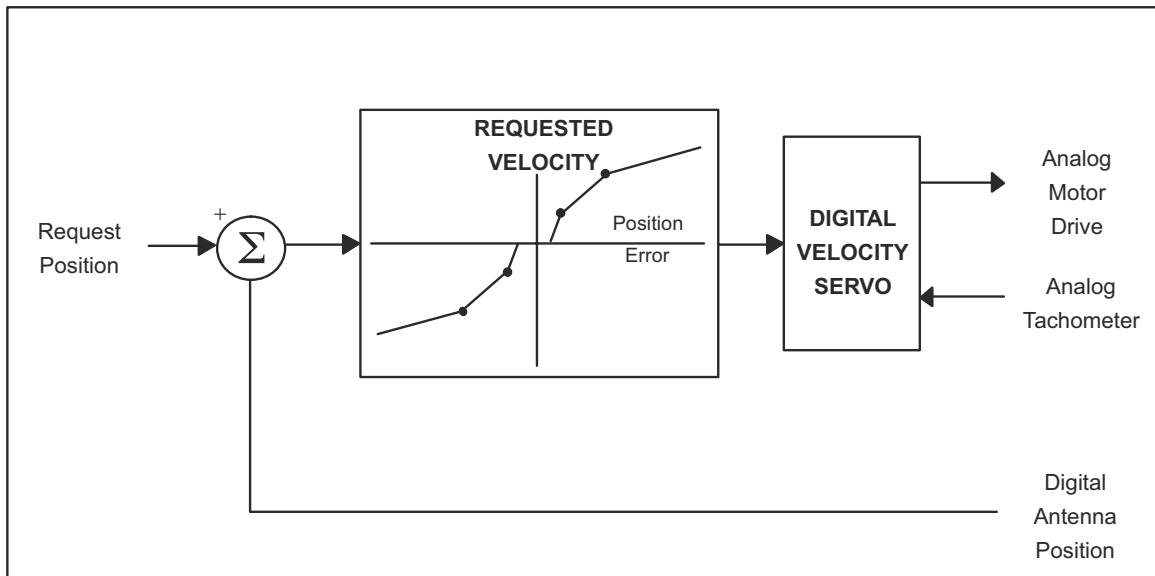 REQUESTED
VELOCITY
Position
Error
+
Σ
Request
Position
DIGITAL
VELOCITY
SERVO
Analog
Motor
Drive
Analog
Tachometer
Digital
Antenna
Position